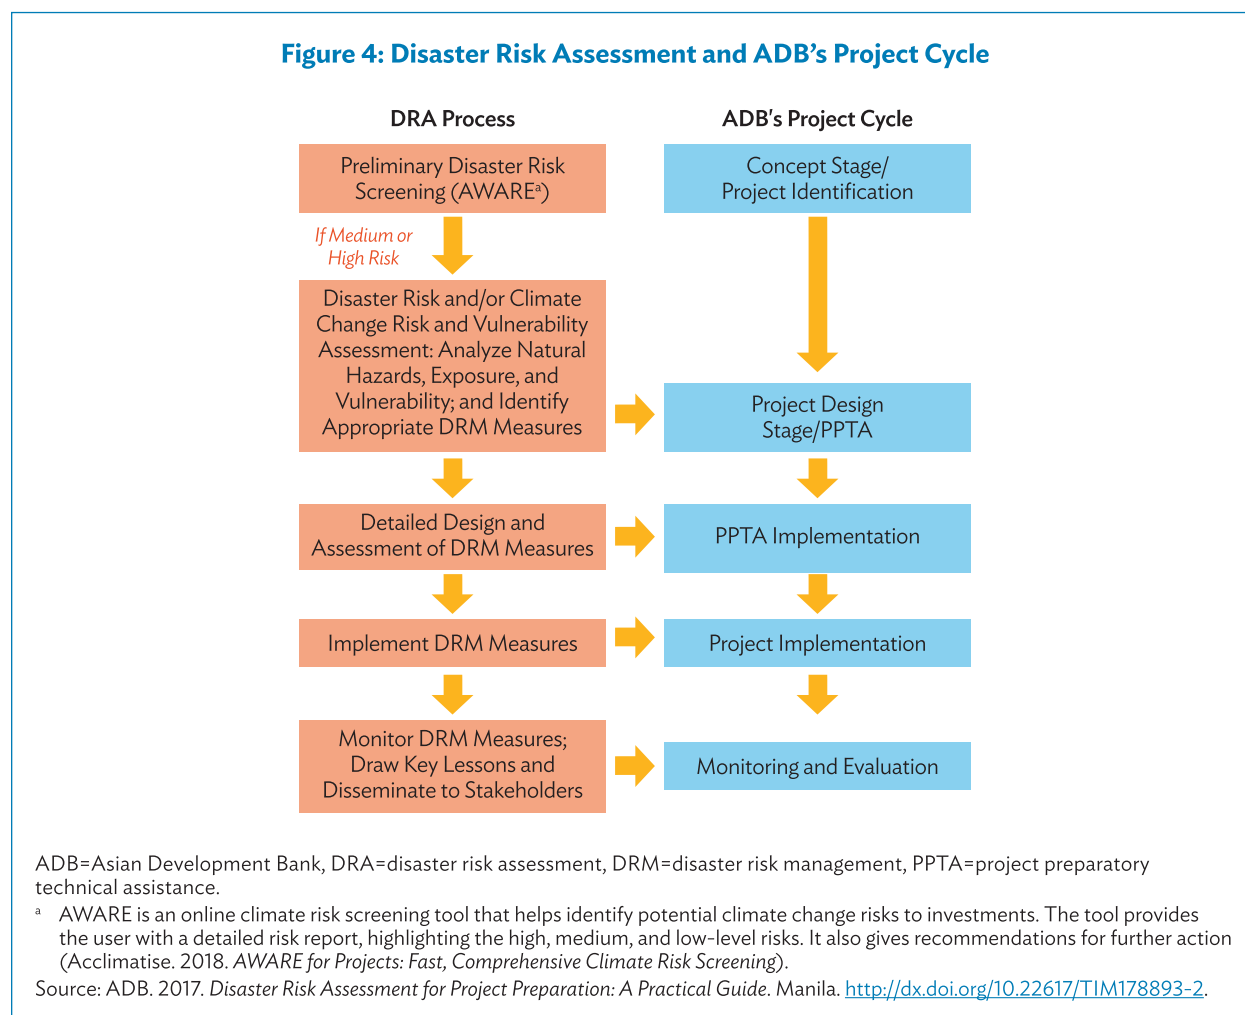 Figure 4: Disaster Risk Assessment and ADB’s Project Cycle
DRA Process
ADB’s Project Cycle
Preliminary Disaster Risk
Screening (AWAREᵃ)
Concept Stage/
Project Identification
If Medium or
High Risk
Disaster Risk and/or Climate
Change Risk and Vulnerability
Assessment: Analyze Natural
Hazards, Exposure, and
Vulnerability; and Identify
Appropriate DRM Measures
Project Design
Stage/PPTA
Detailed Design and
Assessment of DRM Measures
PPTA Implementation
Implement DRM Measures
Project Implementation
Monitor DRM Measures;
Draw Key Lessons and
Disseminate to Stakeholders
Monitoring and Evaluation
ADB=Asian Development Bank, DRA=disaster risk assessment, DRM=disaster risk management, PPTA=project preparatory
technical assistance.
ᵃ AWARE is an online climate risk screening tool that helps identify potential climate change risks to investments. The tool provides
the user with a detailed risk report, highlighting the high, medium, and low-level risks. It also gives recommendations for further action
(Acclimatise. 2018. AWARE for Projects: Fast, Comprehensive Climate Risk Screening).
Source: ADB. 2017. Disaster Risk Assessment for Project Preparation: A Practical Guide. Manila. http://dx.doi.org/10.22617/TIM178893-2.